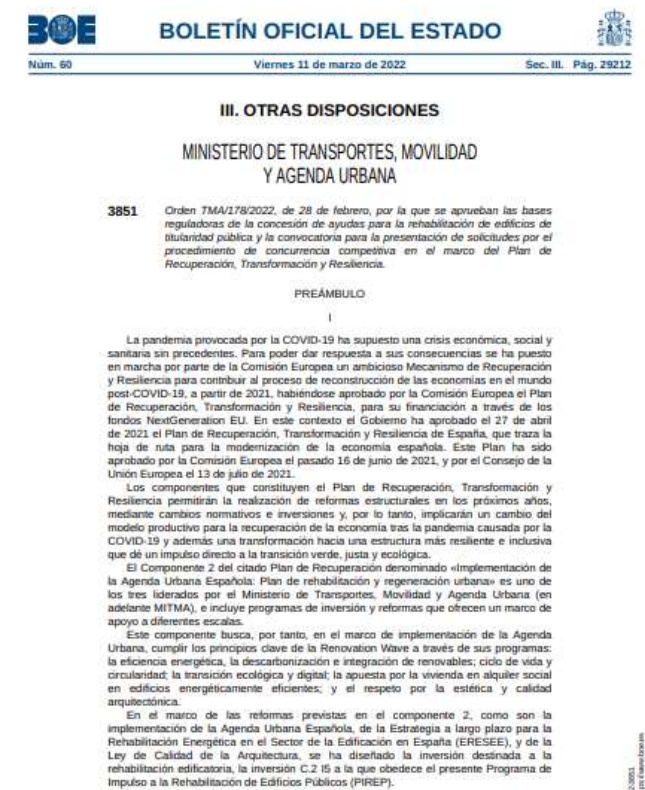 BOE
BOLETÍN OFICIAL DEL ESTADO
Núm. 60
Viernes 11 de marzo de 2022
Sec. III. Pág. 29212
III. OTRAS DISPOSICIONES
MINISTERIO DE TRANSPORTES, MOVILIDAD
Y AGENDA URBANA
3851
Orden TMA/178/2022, de 28 de febrero, por la que se aprueban las bases
reguladoras de la concesión de ayudas para la rehabilitación de edificios de
titularidad pública y la convocatoria para la presentación de solicitudes por el
procedimiento de concurrencia competitiva en el marco del Plan de
Recuperación, Transformación y Resiliencia.
PREÁMBULO
I
La pandemia provocada por la COVID-19 ha supuesto una crisis económica, social y
sanitaria sin precedentes. Para poder dar respuesta a sus consecuencias se ha puesto
en marcha por parte de la Comisión Europea un ambicioso Mecanismo de Recuperación
y Resiliencia para contribuir al proceso de reconstrucción de las economías en el mundo
post-COVID-19, a partir de 2021, habiéndose aprobado por la Comisión Europea el Plan
de Recuperación, Transformación y Resiliencia, para su financiación a través de los
fondos NextGeneration EU. En este contexto el Gobierno ha aprobado el 27 de abril
de 2021 el Plan de Recuperación, Transformación y Resiliencia de España, que traza la
hoja de ruta para la modernización de la economía española. Este Plan ha sido
aprobado por la Comisión Europea el pasado 16 de junio de 2021, y por el Consejo de la
Unión Europea el 13 de julio de 2021.
Los componentes que constituyen el Plan de Recuperación, Transformación y
Resiliencia permitirán la realización de reformas estructurales en los próximos años,
mediante cambios normativos e inversiones y, por lo tanto, implicarán un cambio del
modelo productivo para la recuperación de la economía tras la pandemia causada por la
COVID-19 y además una transformación hacia una estructura más resiliente e inclusiva
que dé un impulso directo a la transición verde, justa y ecológica.
El Componente 2 del citado Plan de Recuperación denominado «Implementación de
la Agenda Urbana Española: Plan de rehabilitación y regeneración urbana» es uno de
los tres liderados por el Ministerio de Transportes, Movilidad y Agenda Urbana (en
adelante MITMA), e incluye programas de inversión y reformas que ofrecen un marco de
apoyo a diferentes escalas.
Este componente busca, por tanto, en el marco de implementación de la Agenda
Urbana, cumplir los principios clave de la Renovation Wave a través de sus programas:
la eficiencia energética, la descarbonización e integración de renovables; ciclo de vida y
circularidad; la transición ecológica y digital; la apuesta por la vivienda en alquiler social
en edificios energéticamente eficientes; y el respeto por la estética y calidad
arquitectónica.
En el marco de las reformas previstas en el componente 2, como son la
implementación de la Agenda Urbana Española, de la Estrategia a largo plazo para la
Rehabilitación Energética en el Sector de la Edificación en España (ERESEE), y de la
Ley de Calidad de la Arquitectura, se ha diseñado la inversión destinada a la
rehabilitación edificatoria, la inversión C.2 I5 a la que obedece el presente Programa de
Impulso a la Rehabilitación de Edificios Públicos (PIREP).